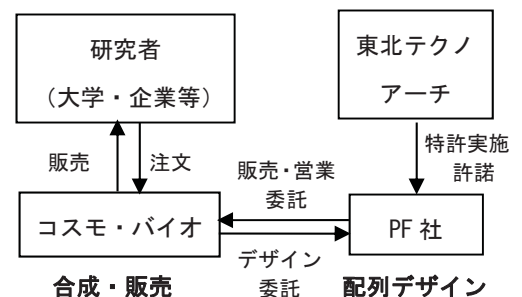 研究者
（大学・企業等）
東北テクノ
アーチ
販売
注文
特許実施
許諾
販売・営業
委託
コスモ・バイオ
PF 社
デザイン
委託
合成・販売
配列デザイン